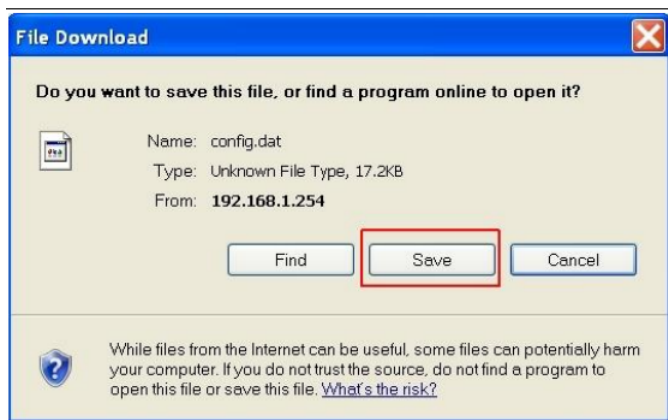 File Download
Do you want to save this file, or find a program online to open it?
Name: config.dat
Type: Unknown File Type, 17.2KB
From: 192.168.1.254
Find Save Cancel
While files from the Internet can be useful, some files can potentially harm
your computer. If you do not trust the source, do not find a program to
open this file or save this file. What's the risk?